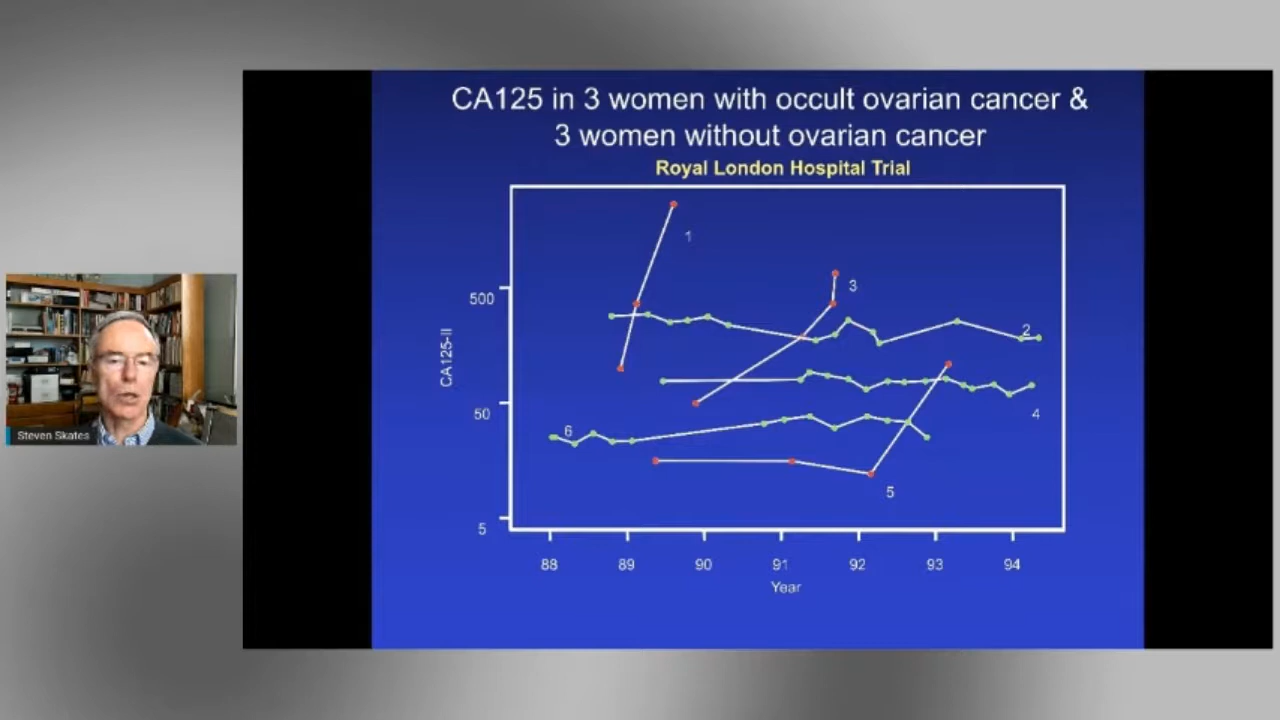 CA125 in 3 women with occult ovarian cancer &
3 women without ovarian cancer
Royal London Hospital Trial
1
3
500
2
CA125-II
50
4
6
5
5
88 89 90 91 92 93 94
Year
Steven Skates